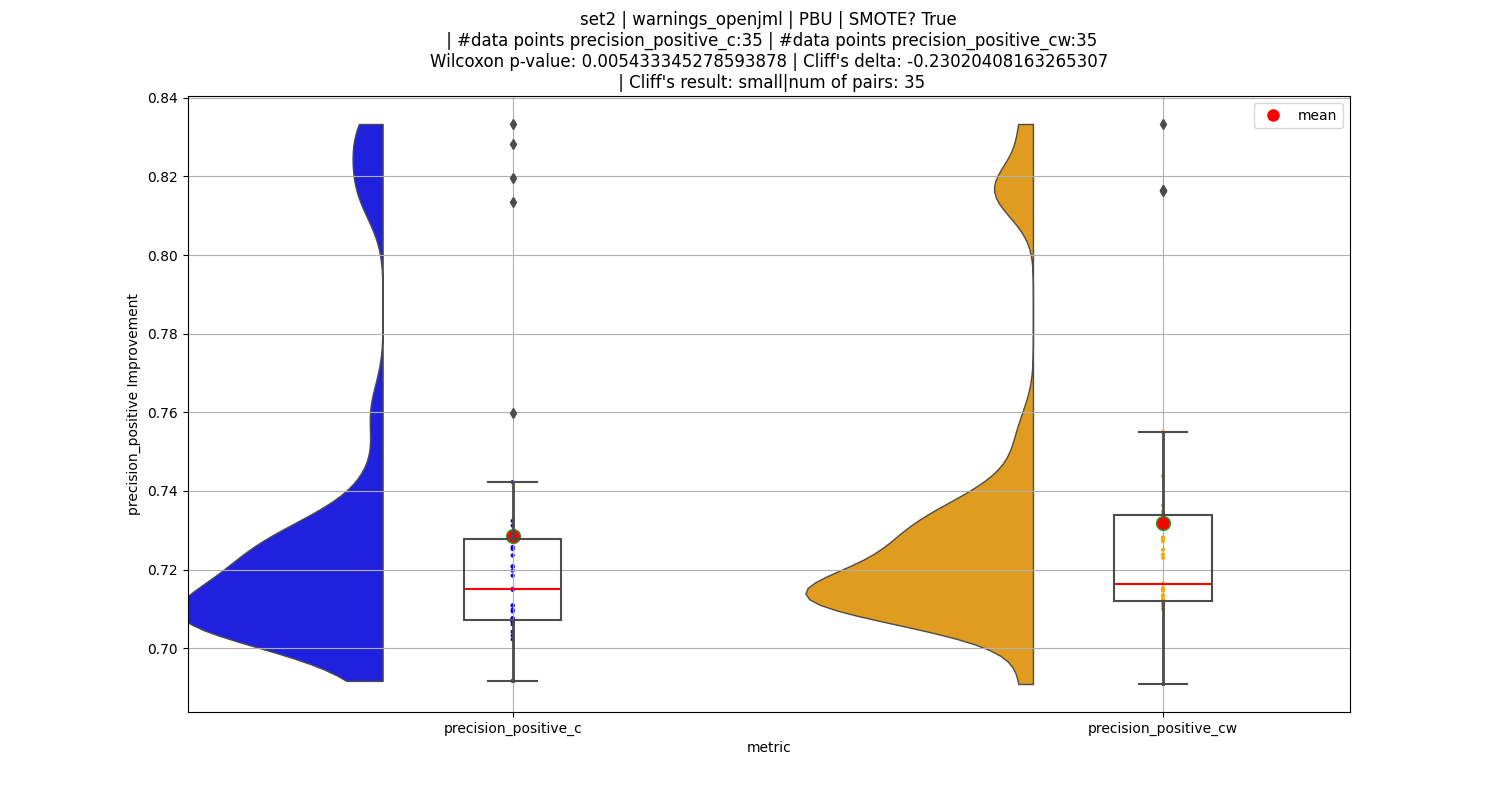 set2 | warnings_openjml | PBU | SMOTE? True
| #data points precision_positive_c:35 | #data points precision_positive_cw:35
Wilcoxon p-value: 0.005433345278593878 | Cliff's delta: -0.23020408163265307
| Cliff's result: small|num of pairs: 35
mean
0.84
0.82
0.80
0.78
0.76
0.74
0.72
0.70
precision_positive Improvement
precision_positive_c
precision_positive_cw
metric